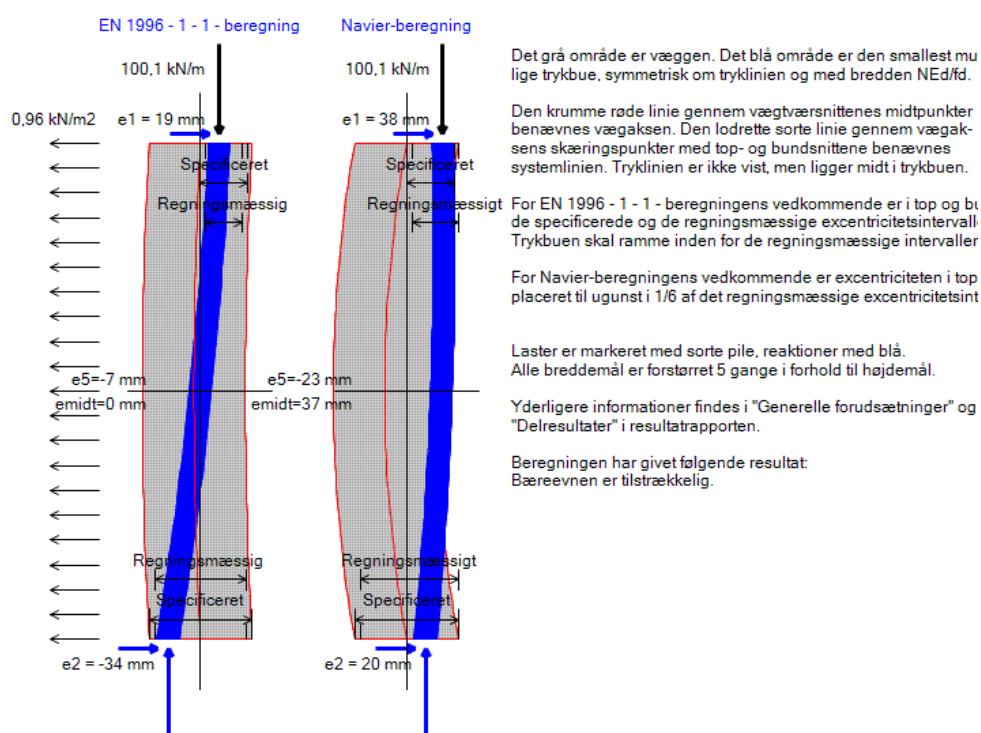 EN 1996 - 1 - 1 - beregning
Navier-beregning
100,1 kN/m
100,1 kN/m
0,96 kN/m2
e1 = 19 mm
e1 = 38 mm
Specificeret
Specificeret
Regningsmæssig
Regningsmæssigt
e5=-7 mm
e5=-23 mm
emidt=0 mm
emidt=37 mm
Regningsmæssig
Regningsmæssigt
Specificeret
Specificeret
e2 = -34 mm
e2 = 20 mm
Det grå område er væggen. Det blå område er den smallest mu
lige trykbue, symmetrisk om tryklinien og med bredden NEd/fd.
Den krumme røde linie gennem vægtværsnittenes midtpunkter
benævnes vægaksen. Den lodrette sorte linie gennem vægak-
sens skæringspunkter med top- og bundsnittene benævnes
systemlinien. Tryklinien er ikke vist, men ligger midt i trykbuen.
For EN 1996 - 1 - 1 - beregningens vedkommende er i top og bu
de specificerede og de regningsmæssige excentricitetsintervalle
Trykbuen skal ramme inden for de regningsmæssige intervaller
For Navier-beregningens vedkommende er excentriciteten i top
placeret til ugunst i 1/6 af det regningsmæssige excentricitetsint
Laster er markeret med sorte pile, reaktioner med blå.
Alle breddemål er forstørret 5 gange i forhold til højdemål.
Yderligere informationer findes i "Generelle forudsætninger" og
"Delresultater" i resultatrapporten.
Beregningen har givet følgende resultat:
Bæreevnen er tilstrækkelig.